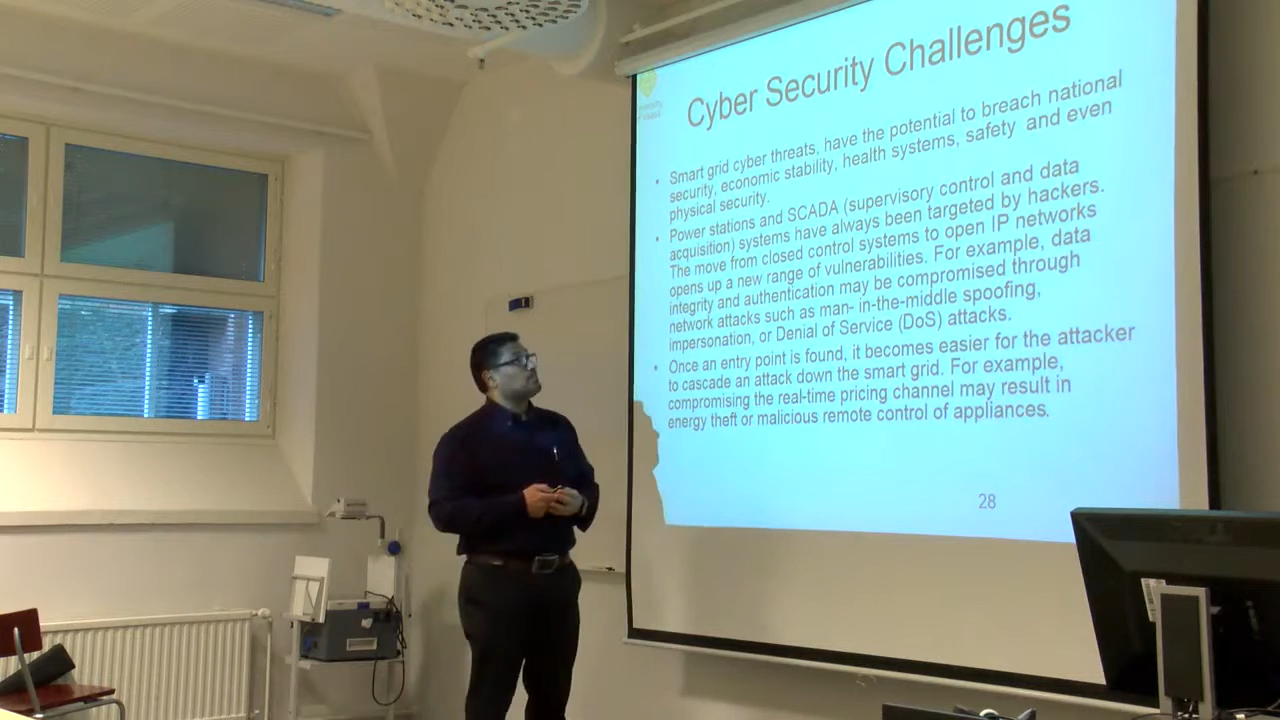 Cyber Security Challenges
• Smart grid cyber threats, have the potential to breach national
security, economic stability, health systems, safety and even
physical security.
• Power stations and SCADA (supervisory control and data
acquisition) systems have always been targeted by hackers.
The move from closed control systems to open IP networks
opens up a new range of vulnerabilities. For example, data
integrity and authentication may be compromised through
network attacks such as man- in-the-middle spoofing,
impersonation, or Denial of Service (DoS) attacks.
• Once an entry point is found, it becomes easier for the attacker
to cascade an attack down the smart grid. For example,
compromising the real-time pricing channel may result in
energy theft or malicious remote control of appliances.
28